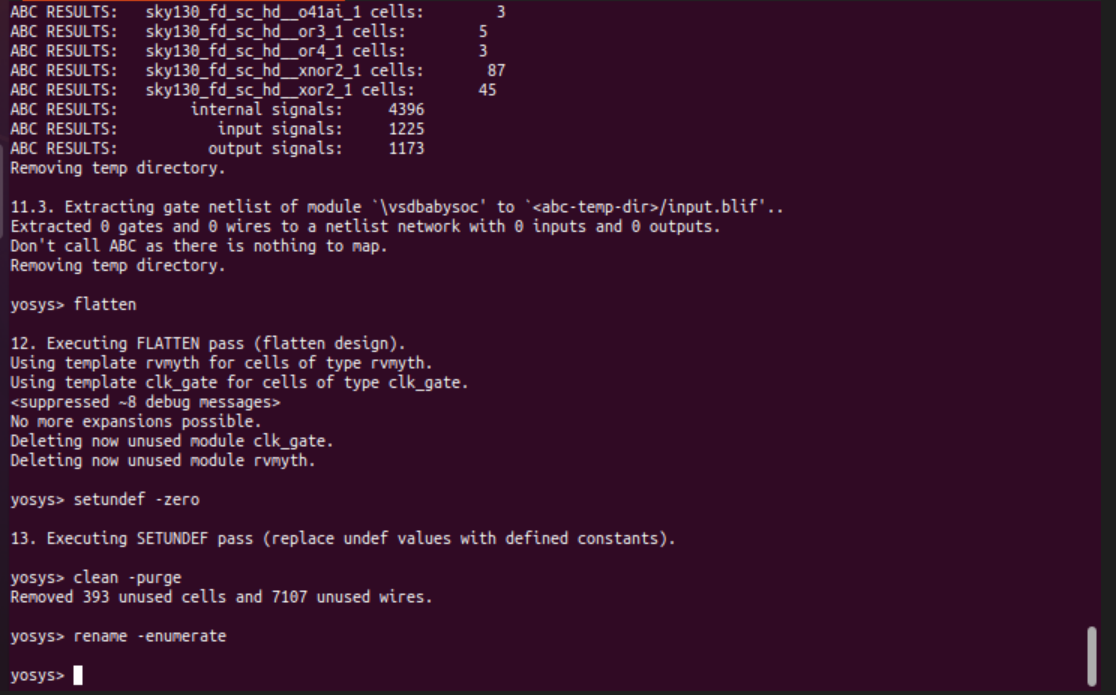 ABC RESULTS:   sky130_fd_sc_hd__o41ai_1 cells:        3
ABC RESULTS:   sky130_fd_sc_hd__or3_1 cells:        5
ABC RESULTS:   sky130_fd_sc_hd__or4_1 cells:        3
ABC RESULTS:   sky130_fd_sc_hd__xnor2_1 cells:       87
ABC RESULTS:   sky130_fd_sc_hd__xor2_1 cells:       45
ABC RESULTS:        internal signals:     4396
ABC RESULTS:           input signals:     1225
ABC RESULTS:          output signals:     1173
Removing temp directory.
11.3. Extracting gate netlist of module `\vsdbabysoc' to `<abc-temp-dir>/input.blif'..
Extracted 0 gates and 0 wires to a netlist network with 0 inputs and 0 outputs.
Don't call ABC as there is nothing to map.
Removing temp directory.
yosys> flatten
12. Executing FLATTEN pass (flatten design).
Using template rvmyth for cells of type rvmyth.
Using template clk_gate for cells of type clk_gate.
<suppressed ~8 debug messages>
No more expansions possible.
Deleting now unused module clk_gate.
Deleting now unused module rvmyth.
yosys> setundef -zero
13. Executing SETUNDEF pass (replace undef values with defined constants).
yosys> clean -purge
Removed 393 unused cells and 7107 unused wires.
yosys> rename -enumerate
yosys>